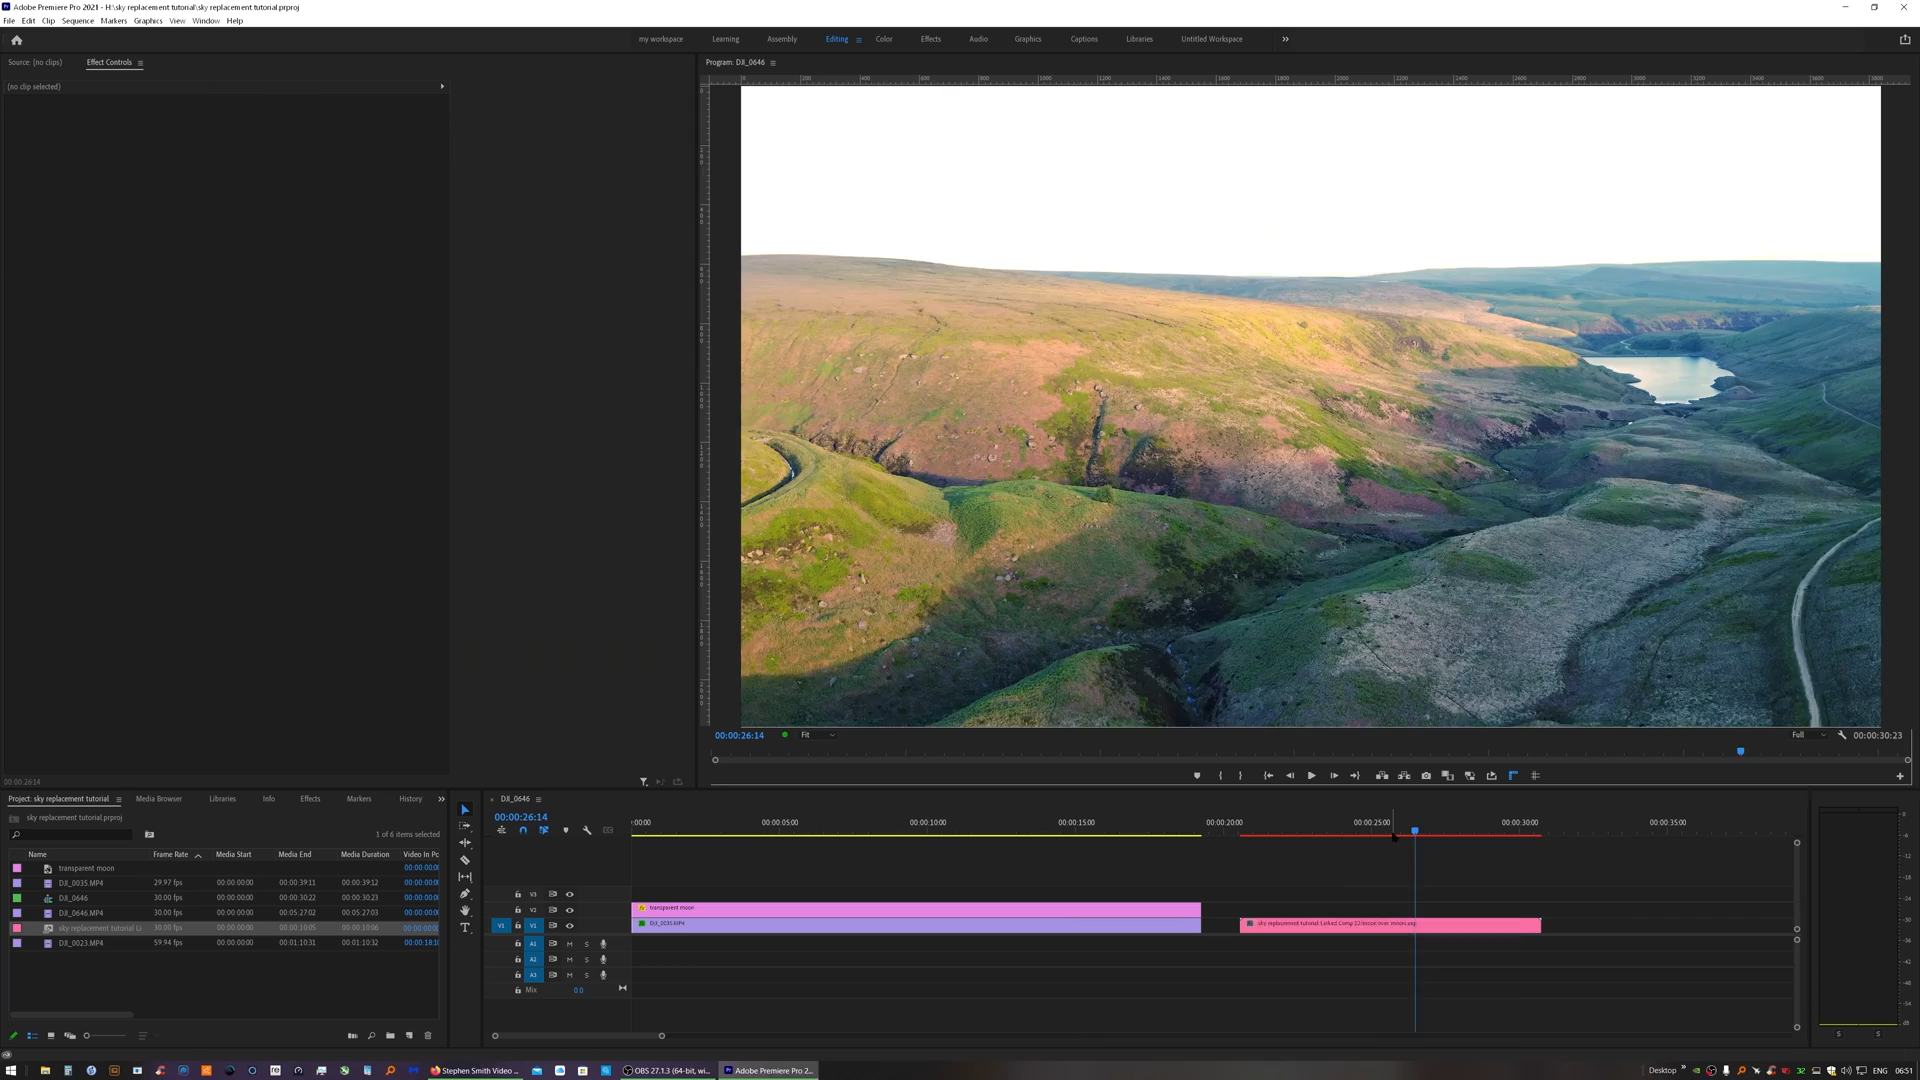 Adobe Premiere Pro 2021 - H:\sky replacement tutorial\sky replacement tutorial.prproj
File Edit Clip Sequence Markers Graphics View Window Help
my workspace Learning Assembly Editing Color Effects Audio Graphics Captions Libraries Untitled Workspace
Source: (no clips) Effect Controls
Program: DJI_0646
(no clip selected)
00:00:26:14 Fit Full 00:00:30:23
00:00:26:14
Project: sky replacement tutorial Media Browser Libraries Info Effects Markers History
sky replacement tutorial.prproj
1 of 6 items selected
Name Frame Rate Media Start Media End Media Duration Video In Po
transparent moon 00:00:00:0
DJI_0035.MP4 29.97 fps 00:00:00:00 00:00:39:11 00:00:39:12 00:00:00:0
DJI_0646 30.00 fps 00:00:00:00 00:00:30:22 00:00:30:23 00:00:00:0
DJI_0646.MP4 30.00 fps 00:00:00:00 00:05:27:02 00:05:27:03 00:00:00:0
sky replacement tutorial Li 30.00 fps 00:00:00:00 00:00:10:05 00:00:10:06 00:00:00:0
DJI_0023.MP4 59.94 fps 00:00:00:00 00:01:10:31 00:01:10:32 00:00:18:1
DJI_0646
00:00:26:14
:00:00 00:00:05:00 00:00:10:00 00:00:15:00 00:00:20:00 00:00:25:00 00:00:30:00 00:00:35:00
V3
V2 transparent moon
V1 V1 DJI_0035.MP4 sky replacement tutorial Linked Comp
A1 M S
A2 M S
A3 M S
Mix 0.0
S S
Stephen Smith Video ... OBS 27.1.3 (64-bit, wi... Adobe Premiere Pro 2... Desktop 32 ENG 06:51